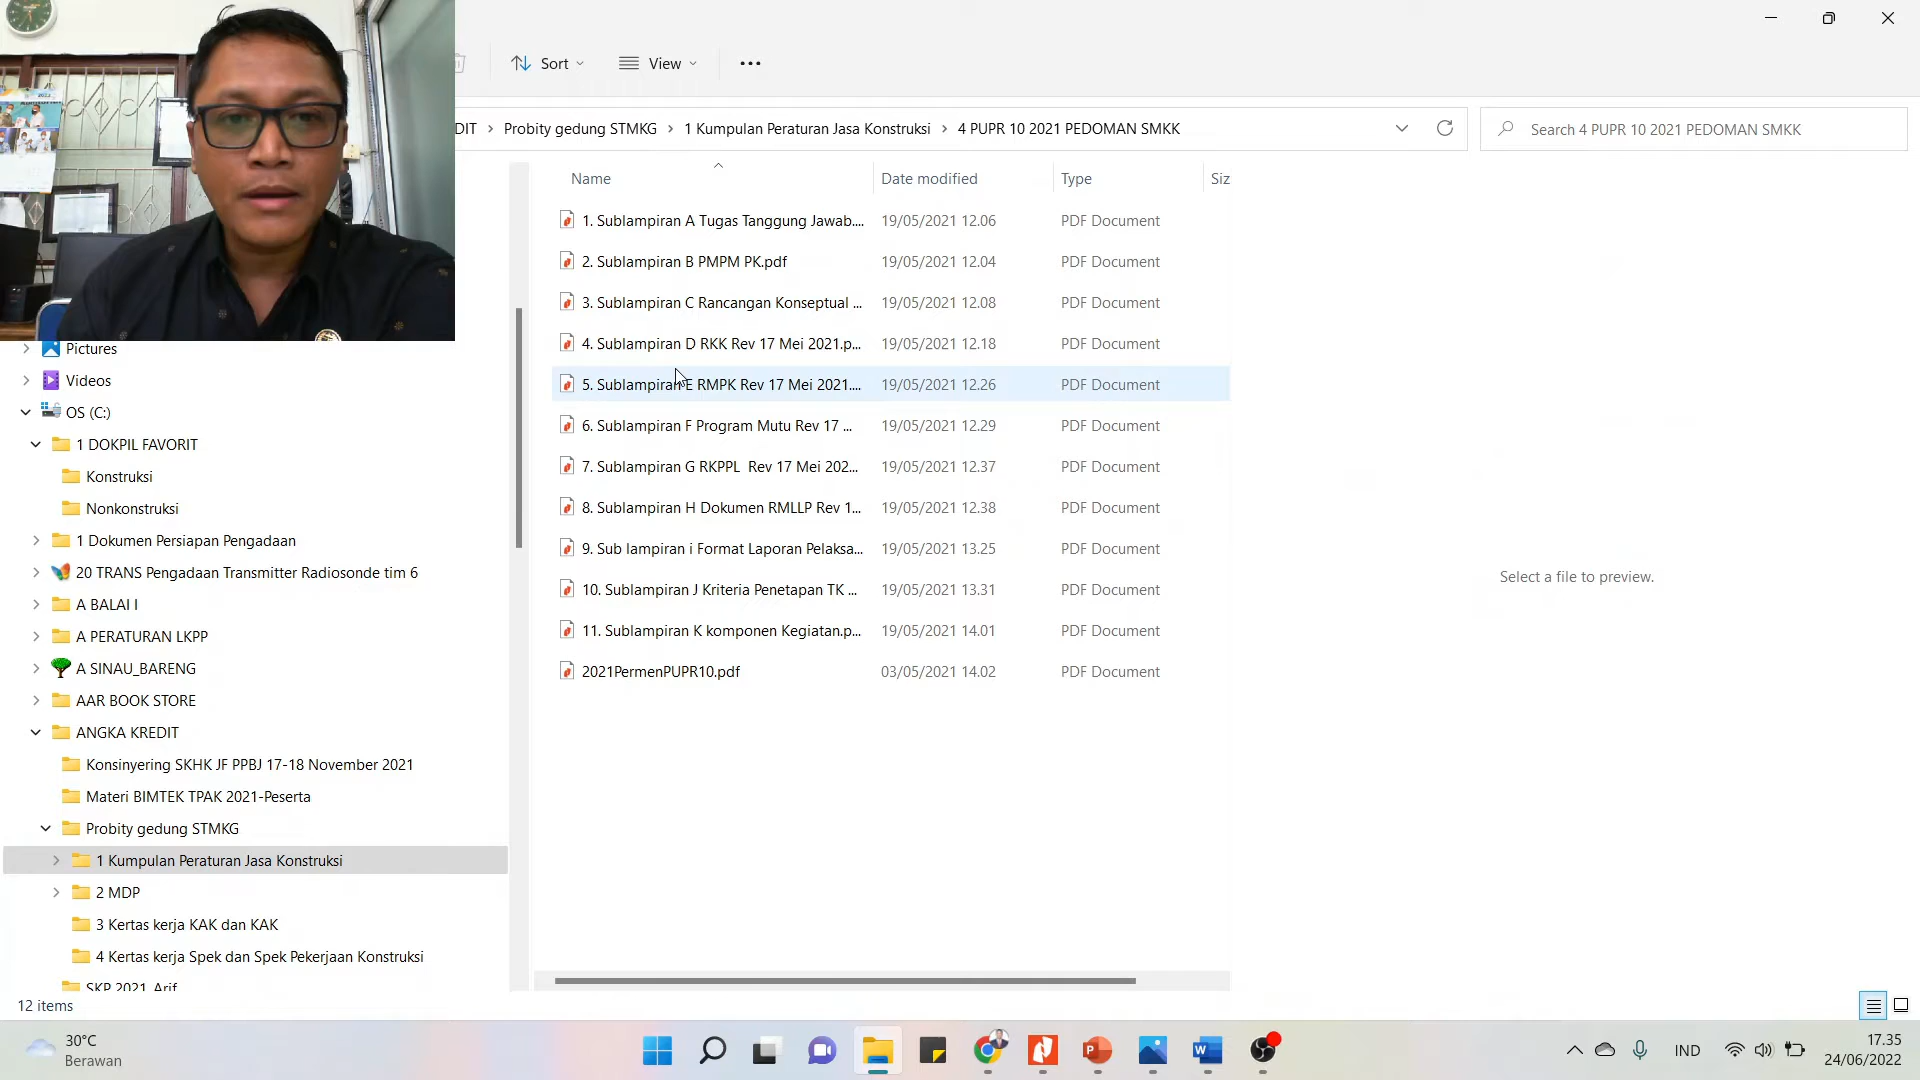 Sort
View
DIT > Probity gedung STMKG > 1 Kumpulan Peraturan Jasa Konstruksi > 4 PUPR 10 2021 PEDOMAN SMKK
Search 4 PUPR 10 2021 PEDOMAN SMKK
Name Date modified Type Siz
1. Sublampiran A Tugas Tanggung Jawab.... 19/05/2021 12.06 PDF Document
2. Sublampiran B PMPM PK.pdf 19/05/2021 12.04 PDF Document
3. Sublampiran C Rancangan Konseptual ... 19/05/2021 12.08 PDF Document
4. Sublampiran D RKK Rev 17 Mei 2021.p... 19/05/2021 12.18 PDF Document
5. Sublampiran E RMPK Rev 17 Mei 2021.... 19/05/2021 12.26 PDF Document
6. Sublampiran F Program Mutu Rev 17 ... 19/05/2021 12.29 PDF Document
7. Sublampiran G RKPPL Rev 17 Mei 202... 19/05/2021 12.37 PDF Document
8. Sublampiran H Dokumen RMLLP Rev 1... 19/05/2021 12.38 PDF Document
9. Sub lampiran i Format Laporan Pelaksa... 19/05/2021 13.25 PDF Document
10. Sublampiran J Kriteria Penetapan TK ... 19/05/2021 13.31 PDF Document
11. Sublampiran K komponen Kegiatan.p... 19/05/2021 14.01 PDF Document
2021PermenPUPR10.pdf 03/05/2021 14.02 PDF Document
Select a file to preview.
Pictures
Videos
OS (C:)
1 DOKPIL FAVORIT
Konstruksi
Nonkonstruksi
1 Dokumen Persiapan Pengadaan
20 TRANS Pengadaan Transmitter Radiosonde tim 6
A BALAI I
A PERATURAN LKPP
A SINAU_BARENG
AAR BOOK STORE
ANGKA KREDIT
Konsinyering SKHK JF PPBJ 17-18 November 2021
Materi BIMTEK TPAK 2021-Peserta
Probity gedung STMKG
1 Kumpulan Peraturan Jasa Konstruksi
2 MDP
3 Kertas kerja KAK dan KAK
4 Kertas kerja Spek dan Spek Pekerjaan Konstruksi
SKP 2021 Arif
12 items
30°C
Berawan
IND
17.35
24/06/2022